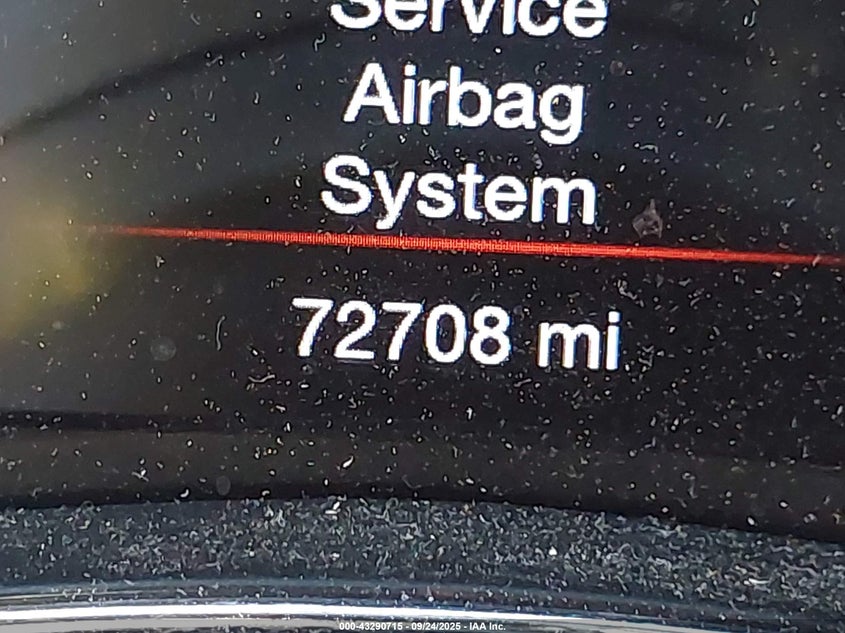 Service
Airbag
System
72708 mi
000-43290715 - 09/24/2025 - IAA Inc.